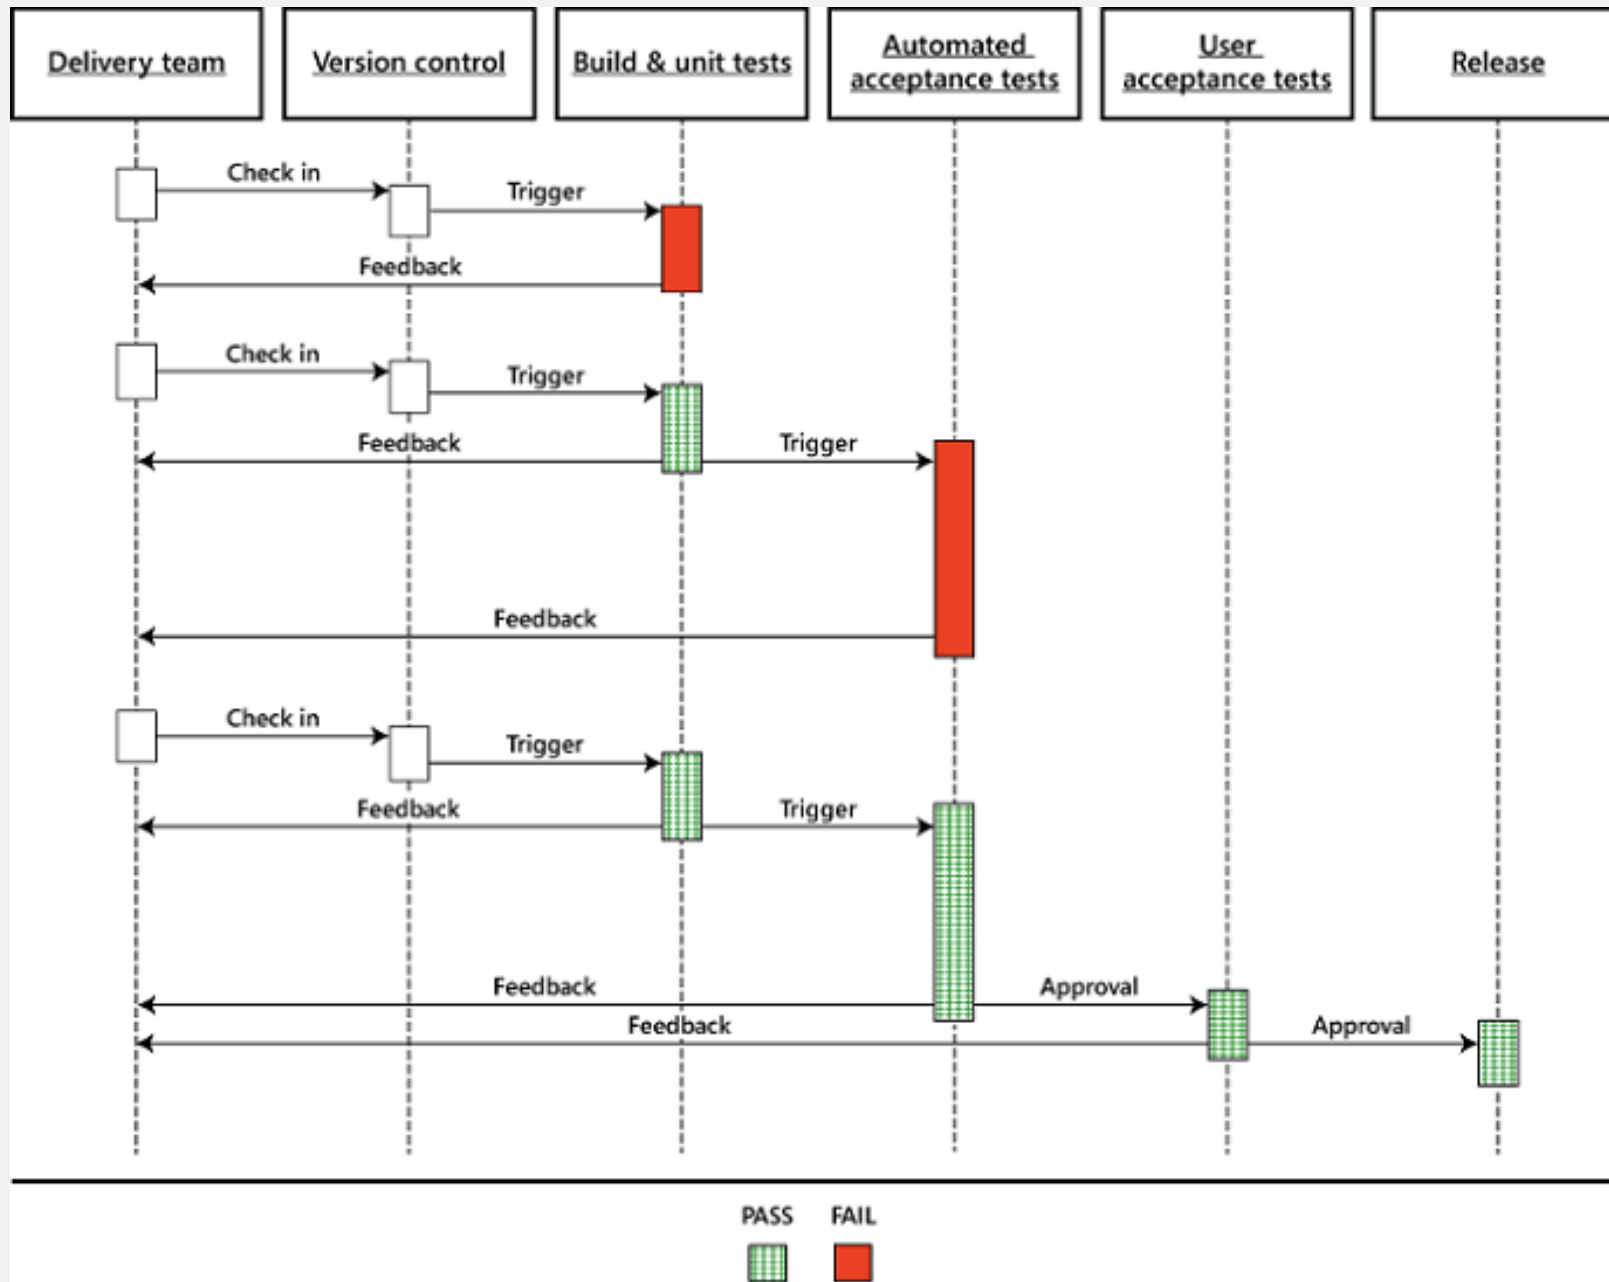 Delivery team
Version control
Build & unit tests
Automated
acceptance tests
User
acceptance tests
Release
Check in
Trigger
Feedback
Check in
Trigger
Feedback
Trigger
Feedback
Check in
Trigger
Feedback
Trigger
Feedback
Approval
Feedback
Approval
PASS
FAIL